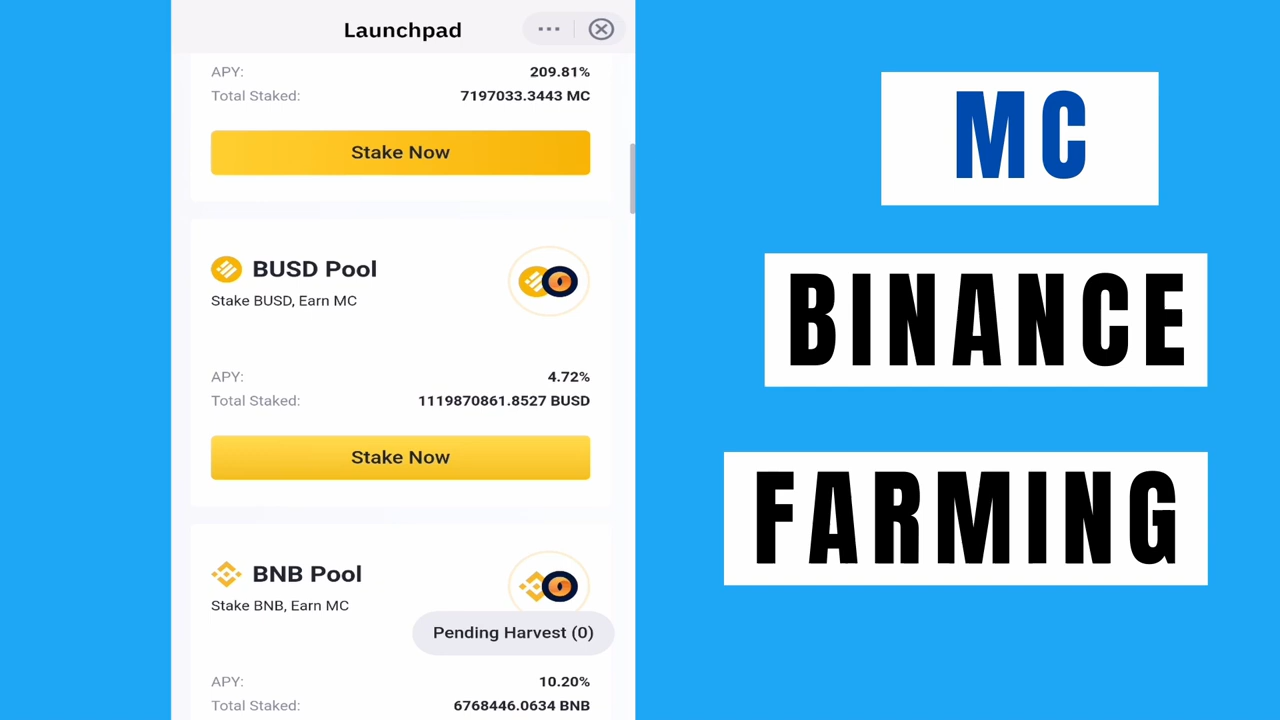 Launchpad
APY: 209.81%
Total Staked: 7197033.3443 MC
Stake Now
BUSD Pool
Stake BUSD, Earn MC
APY: 4.72%
Total Staked: 1119870861.8527 BUSD
Stake Now
BNB Pool
Stake BNB, Earn MC
Pending Harvest (0)
APY: 10.20%
Total Staked: 6768446.0634 BNB
MC
BINANCE
FARMING